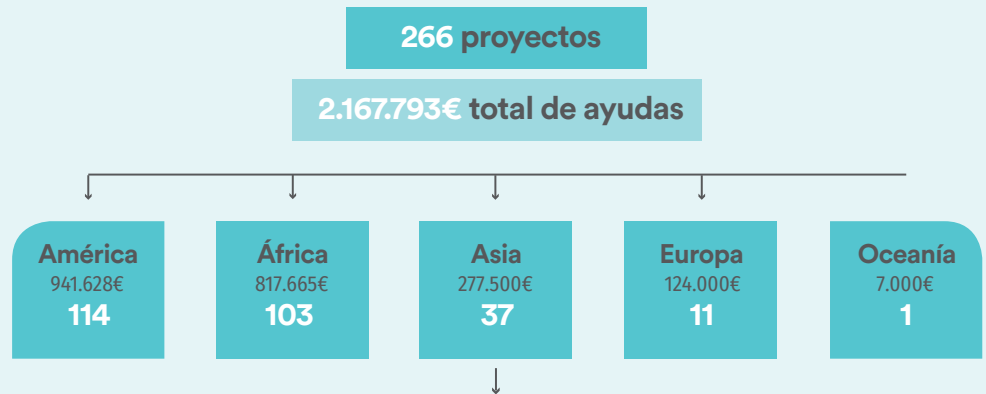 266 proyectos
2.167.793€ total de ayudas
América
941.628€
114
África
817.665€
103
Asia
277.500€
37
Europa
124.000€
11
Oceanía
7.000€
1